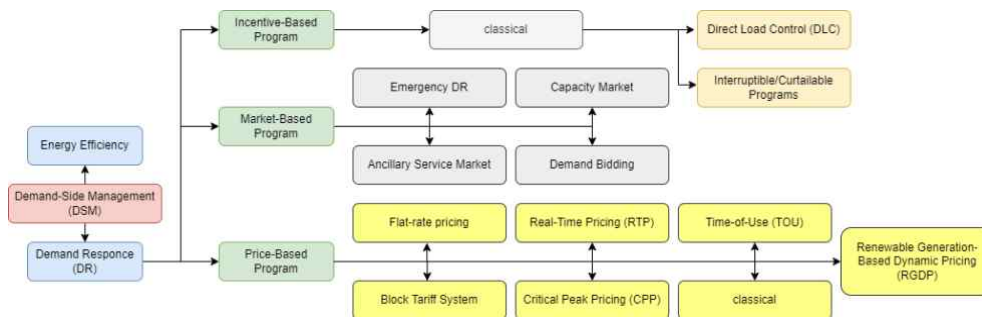 Incentive-Based
Program
classical
Direct Load Control (DLC)
Interruptible/Curtailable
Programs
Emergency DR
Capacity Market
Market-Based
Program
Ancillary Service Market
Demand Bidding
Energy Efficiency
Demand-Side Management
(DSM)
Demand Responce
(DR)
Flat-rate pricing
Real-Time Pricing (RTP)
Time-of-Use (TOU)
Price-Based
Program
Renewable Generation-
Based Dynamic Pricing
(RGDP)
Block Tariff System
Critical Peak Pricing (CPP)
classical